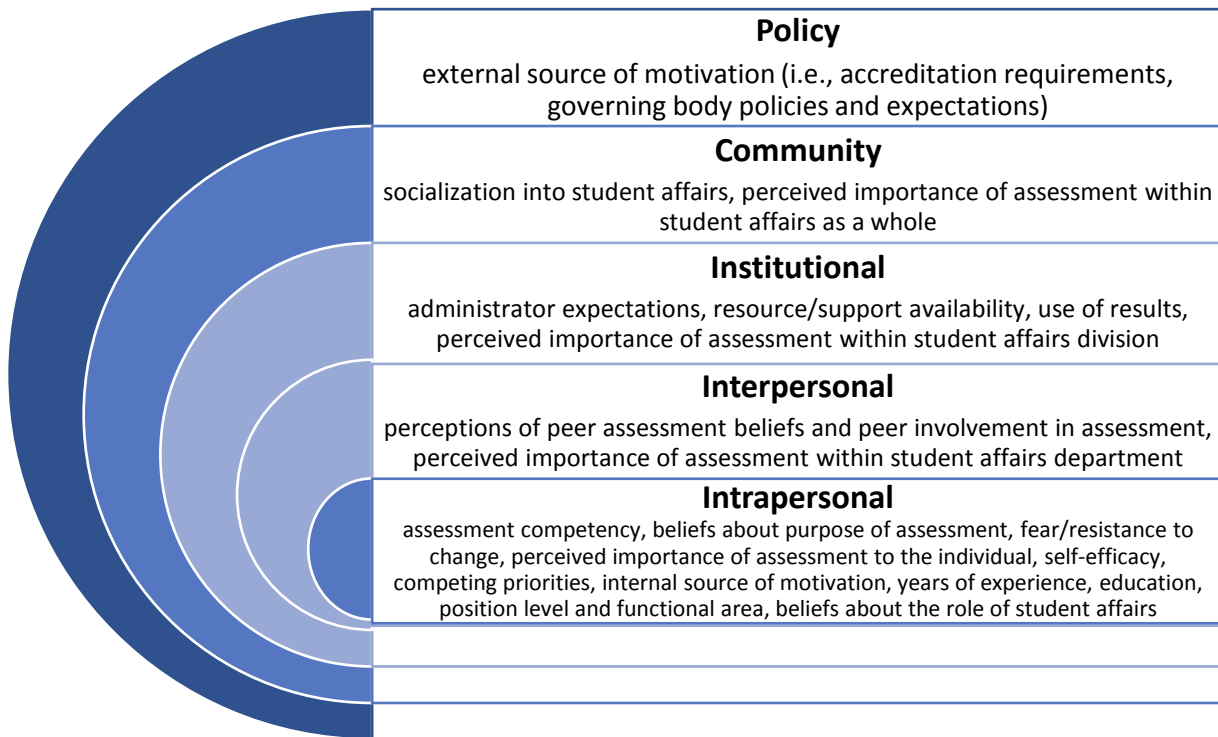 Policy
external source of motivation (i.e., accreditation requirements,
governing body policies and expectations)
Community
socialization into student affairs, perceived importance of assessment within
student affairs as a whole
Institutional
administrator expectations, resource/support availability, use of results,
perceived importance of assessment within student affairs division
Interpersonal
perceptions of peer assessment beliefs and peer involvement in assessment,
perceived importance of assessment within student affairs department
Intrapersonal
assessment competency, beliefs about purpose of assessment, fear/resistance to
change, perceived importance of assessment to the individual, self-efficacy,
competing priorities, internal source of motivation, years of experience, education,
position level and functional area, beliefs about the role of student affairs